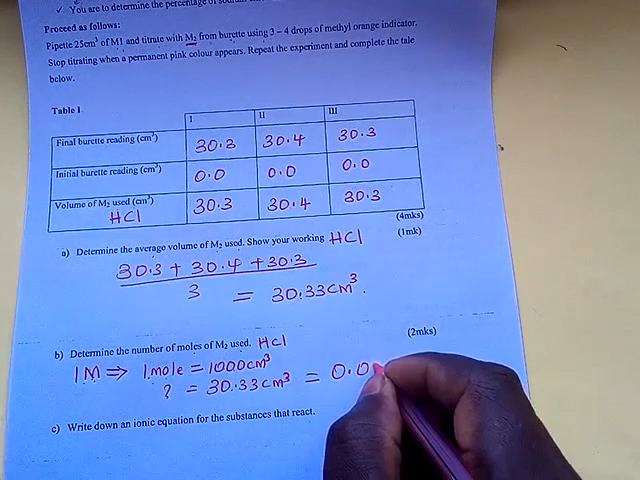 ✓ You are to determine the percentage of
Proceed as follows:
Pipette 25cm³ of M1 and titrate with M₂ from burette using 3 – 4 drops of methyl orange indicator.
Stop titrating when a permanent pink colour appears. Repeat the experiment and complete the tale
below.
Table 1
I II III
Final burette reading (cm³) 30.3 30.4 30.3
Initial burette reading (cm³) 0.0 0.0 0.0
Volume of M₂ used (cm³) 30.3 30.4 30.3
HCl
(4mks)
a) Determine the average volume of M₂ used. Show your working HCl (1mk)
30.3 + 30.4 + 30.3
3 = 30.33cm³.
b) Determine the number of moles of M₂ used. HCl (2mks)
1M ⇒ 1mole = 1000cm³
? = 30.33cm³ = 0.0
c) Write down an ionic equation for the substances that react.